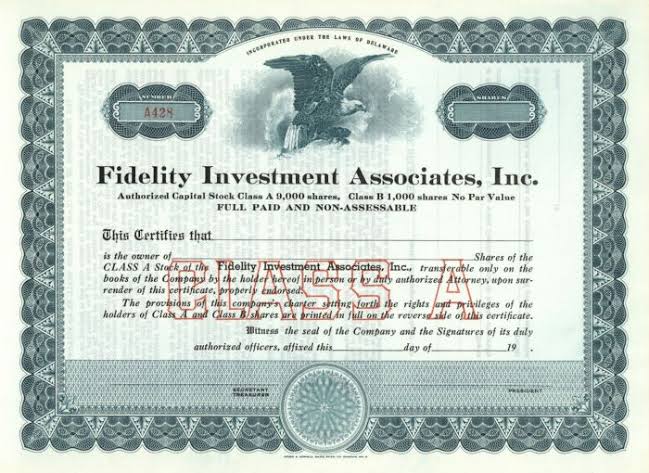 INCORPORATED UNDER THE LAWS OF DELAWARE
NUMBER
A428
SHARES
Fidelity Investment Associates, Inc.
Authorized Capital Stock Class A 9,000 shares, Class B 1,000 shares No Par Value
FULL PAID AND NON-ASSESSABLE
This Certifies that
is the owner of Shares of the
CLASS A Stock of the Fidelity Investment Associates, Inc., transferable only on the
books of the Company by the holder hereof in person or by duly authorized Attorney, upon sur-
render of this certificate, properly endorsed.
The provisions of this company's charter setting forth the rights and privileges of the
holders of Class A and Class B shares are printed in full on the reverse side of this certificate.
CLASS A
Witness the seal of the Company and the Signatures of its duly
authorized officers, affixed this day of 19 .
SECRETARY
TREASURER
PRESIDENT